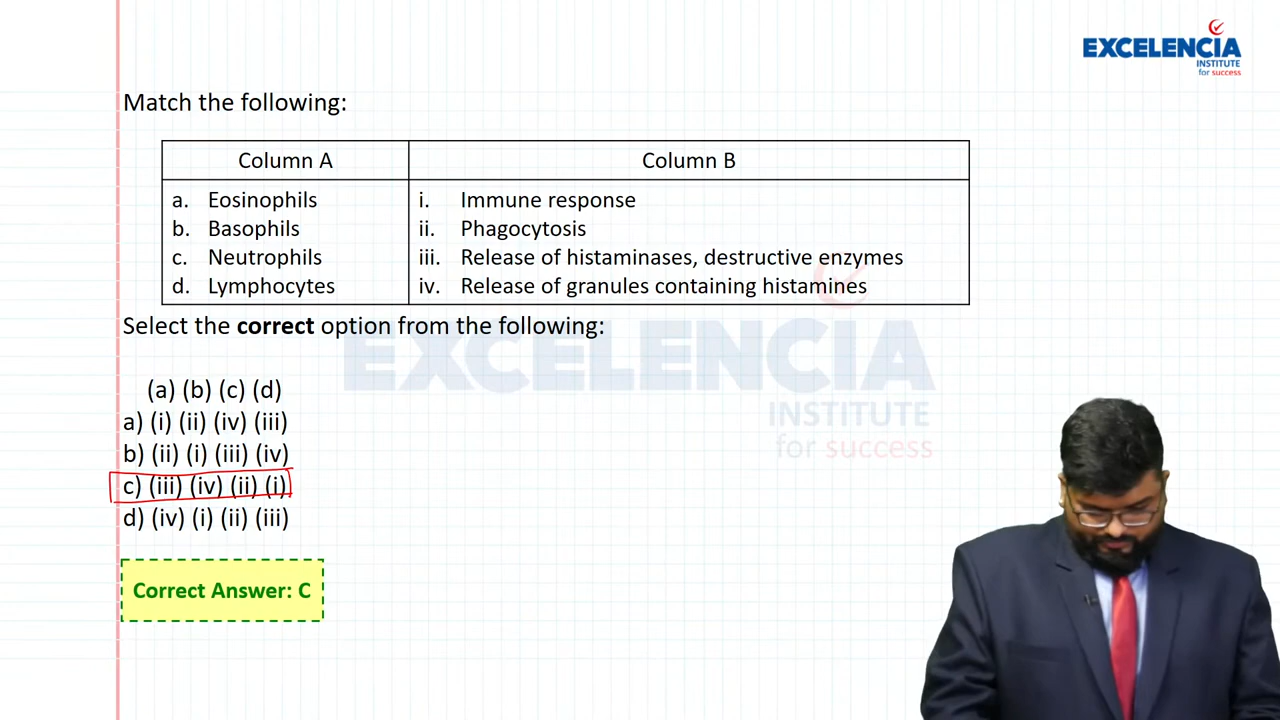 EXCELENCIA
INSTITUTE
for success
Match the following:
Column A Column B
a. Eosinophils i. Immune response
b. Basophils ii. Phagocytosis
c. Neutrophils iii. Release of histaminases, destructive enzymes
d. Lymphocytes iv. Release of granules containing histamines
Select the correct option from the following:
EXCELENCIA
INSTITUTE
for success
(a) (b) (c) (d)
a) (i) (ii) (iv) (iii)
b) (ii) (i) (iii) (iv)
c) (iii) (iv) (ii) (i)
d) (iv) (i) (ii) (iii)
Correct Answer: C